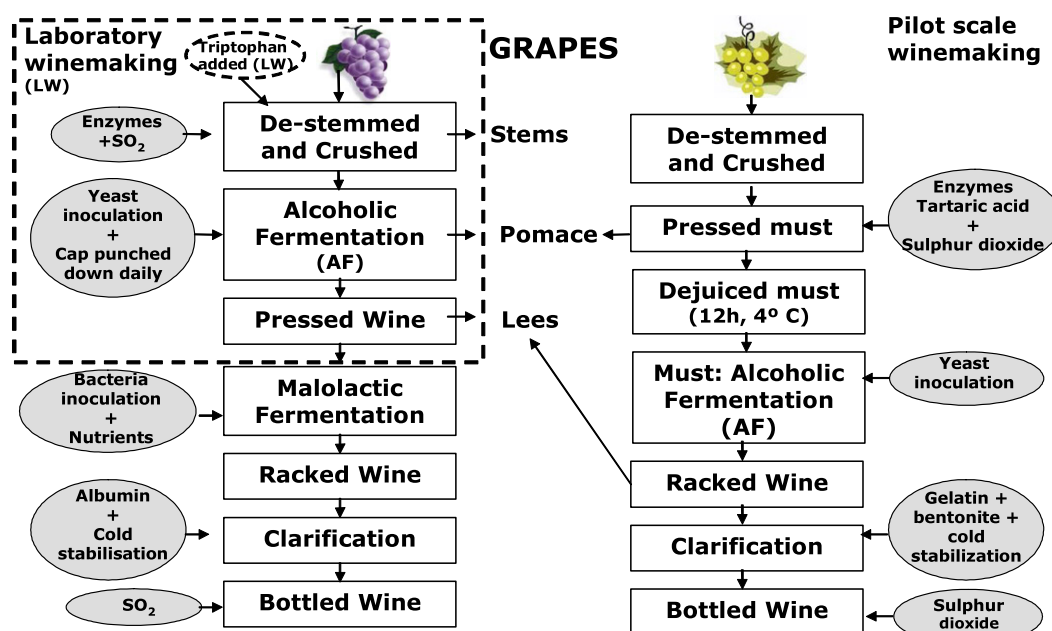 Laboratory
winemaking
(LW)
Triptophan
added (LW)
GRAPES
Pilot scale
winemaking
Enzymes
+SO₂
De-stemmed
and Crushed
Stems
Yeast
inoculation
+
Cap punched
down daily
Alcoholic
Fermentation
(AF)
Pomace
Pressed Wine
Lees
Bacteria
inoculation
+
Nutrients
Malolactic
Fermentation
Racked Wine
Albumin
+
Cold
stabilisation
Clarification
SO₂
Bottled Wine
De-stemmed
and Crushed
Pressed must
Enzymes
Tartaric acid
+
Sulphur dioxide
Dejuiced must
(12h, 4º C)
Must: Alcoholic
Fermentation
(AF)
Yeast
inoculation
Racked Wine
Clarification
Gelatin +
bentonite +
cold
stabilization
Bottled Wine
Sulphur
dioxide